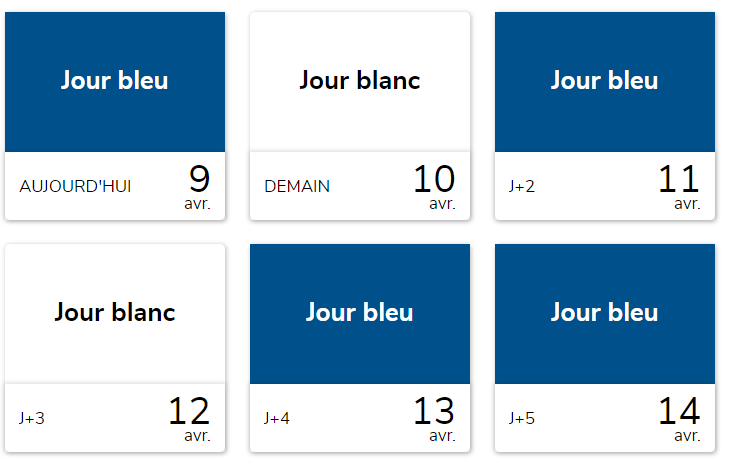 Jour bleu
AUJOURD'HUI
9
avr.
Jour blanc
DEMAIN
10
avr.
Jour bleu
J+2
11
avr.
Jour blanc
J+3
12
avr.
Jour bleu
J+4
13
avr.
Jour bleu
J+5
14
avr.